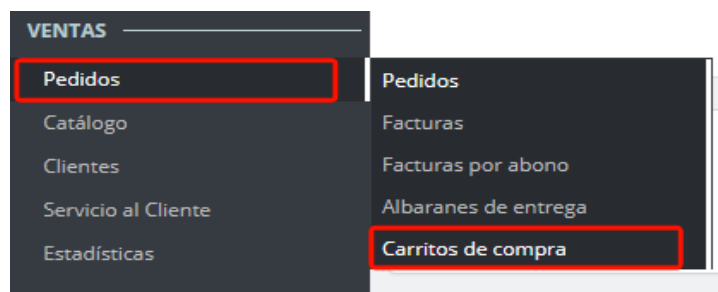 VENTAS
Pedidos
Catálogo
Clientes
Servicio al Cliente
Estadísticas
Pedidos
Facturas
Facturas por abono
Albaranes de entrega
Carritos de compra